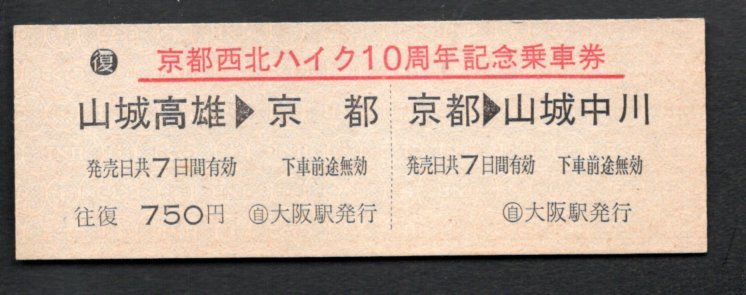 ㊝ 京都西北ハイク10周年記念乗車券
山城高雄▶京都 京都▶山城中川
発売日共7日間有効 下車前途無効 発売日共7日間有効 下車前途無効
往復 750円 ㊀大阪駅発行 ㊀大阪駅発行